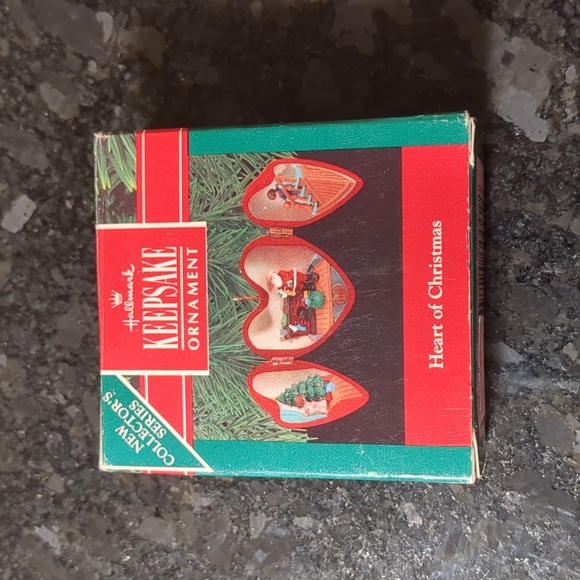 Hallmark
KEEPSAKE
ORNAMENT
NEW
COLLECTOR'S
SERIES
Heart of Christmas